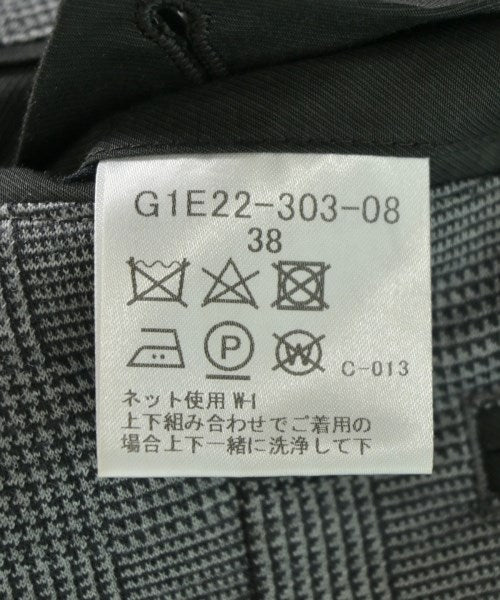 G1E22-303-08
38
P W C-013
ネット使用 W-I
上下組み合わせでご着用の
場合上下一緒に洗浄して下